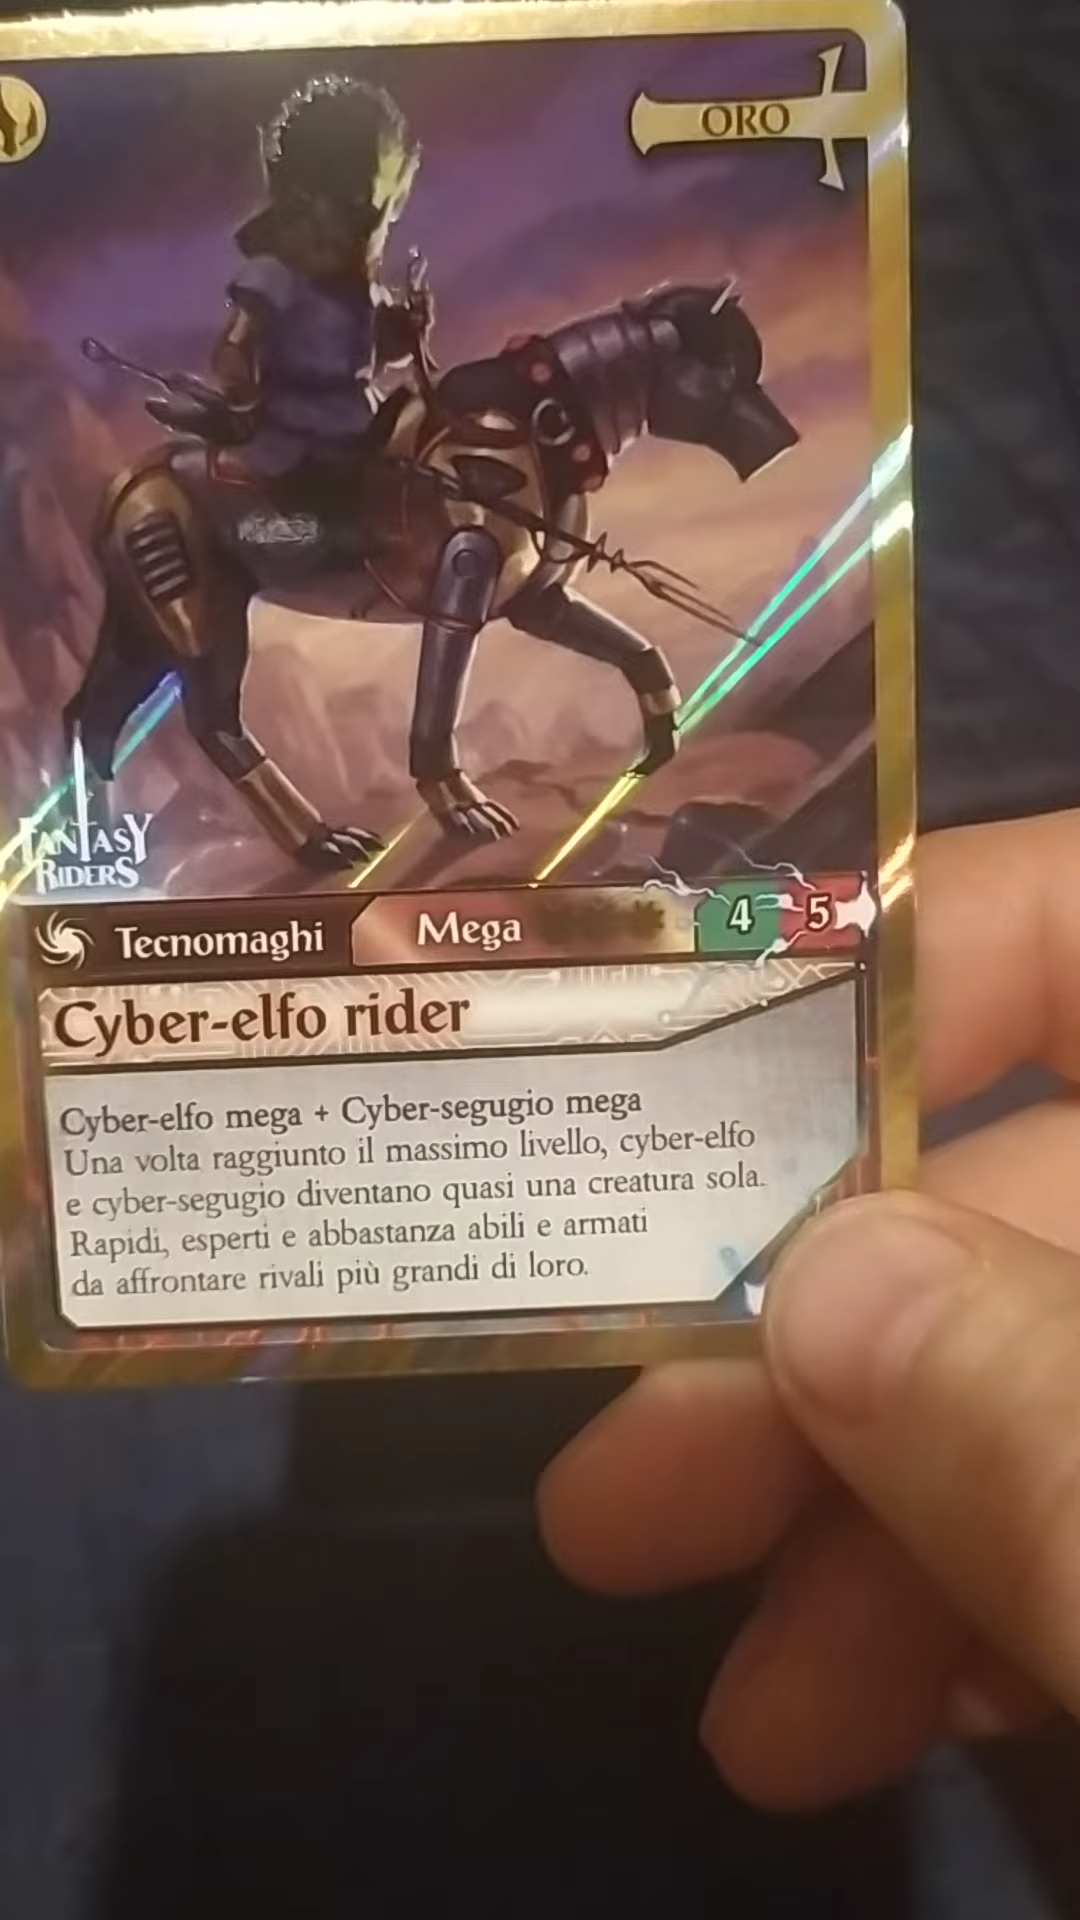 ORO
FANTASY
RIDERS
Tecnomaghi
Mega
4
5
Cyber-elfo rider
Cyber-elfo mega + Cyber-segugio mega
Una volta raggiunto il massimo livello, cyber-elfo
e cyber-segugio diventano quasi una creatura sola.
Rapidi, esperti e abbastanza abili e armati
da affrontare rivali più grandi di loro.